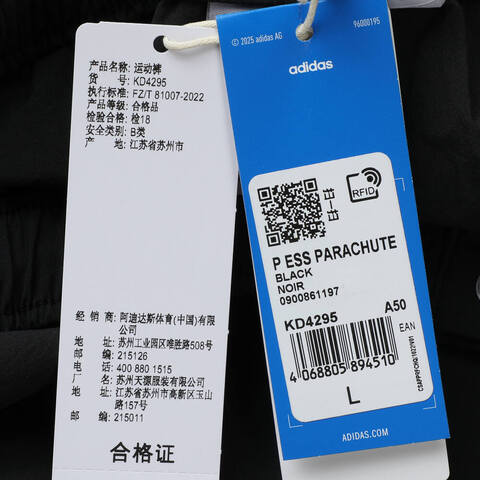 产品名称: 运动裤
货 号: KD4295
执行标准: FZ/T 81007-2022
产品等级: 合格品
检验合格: 检18
安全类别: B类
产 地: 江苏省苏州市
经 销 商: 阿迪达斯体育(中国)有限
公司
地 址: 苏州工业园区唯胜路508号
邮 编: 215126
电 话: 400 880 1515
厂 名: 苏州天源服装有限公司
地 址: 江苏省苏州市高新区玉山
路157号
邮 编: 215011
合格证
© 2025 adidas AG
96000195
adidas
RFID
P ESS PARACHUTE
BLACK
NOIR
0900861197
KD4295
A50
EAN
4 068805 894510
L
ADIDAS.COM